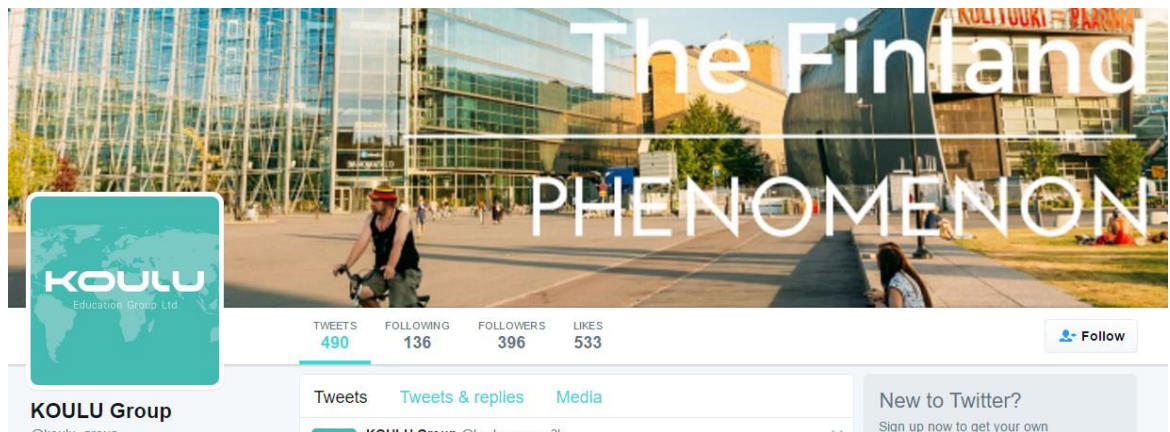 The Finland
PHENOMENON
KULTTUURI
KOULU
Education Group Ltd.
TWEETS FOLLOWING FOLLOWERS LIKES
490 136 396 533
Follow
KOULU Group
Tweets Tweets & replies Media
KOULU Group
New to Twitter?
Sign up now to get your own